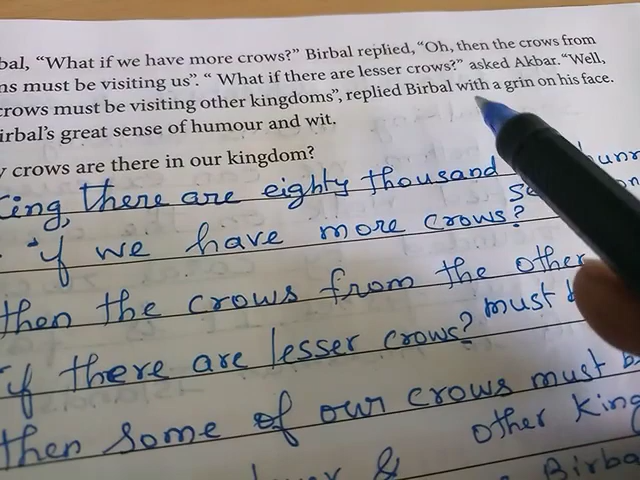 bal, “What if we have more crows?” Birbal replied, “Oh, then the crows from
ns must be visiting us”. “ What if there are lesser crows?” asked Akbar. “Well,
crows must be visiting other kingdoms”, replied Birbal with a grin on his face.
irbal’s great sense of humour and wit.
y crows are there in our kingdom?
King, there are eighty thousand
if we have more crows?
then the crows from the other
must
if there are lesser crows?
then some of our crows must b
other King
& Birba